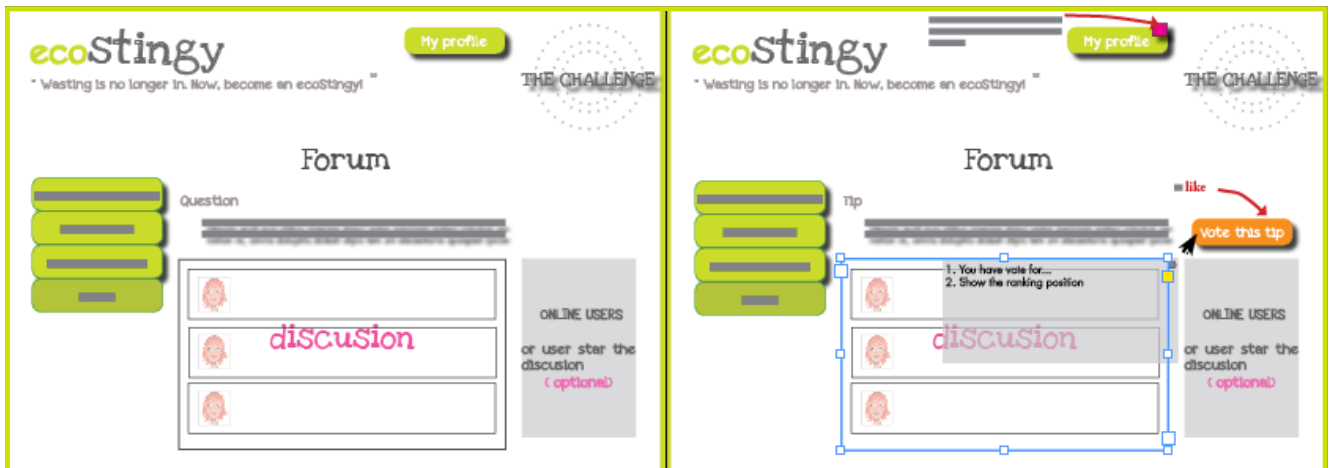 ecoStingy
My profile
" Wasting is no longer in. Now, become an ecoStingy! "
THE CHALLENGE
Forum
Question
discusion
ONLINE USERS
or user star the
discusion
( optional)
ecoStingy
My profile
" Wasting is no longer in. Now, become an ecoStingy! "
THE CHALLENGE
Forum
like
Tip
Vote this tip
1. You have vote for...
2. Show the ranking position
discusion
ONLINE USERS
or user star the
discusion
( optional)